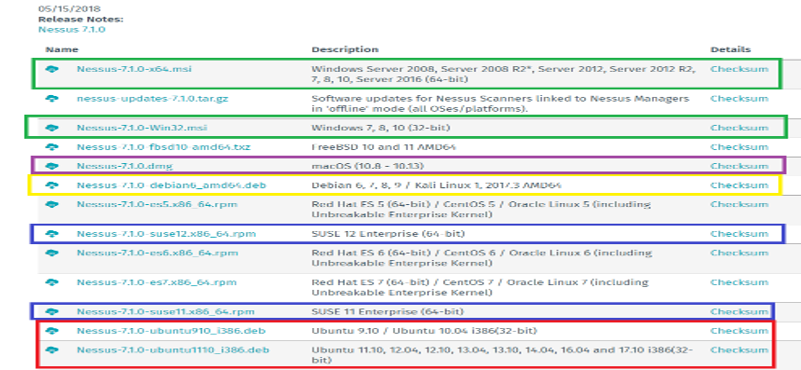 05/15/2018
Release Notes:
Nessus 7.1.0
Name Description Details
Nessus-7.1.0-x64.msi Windows Server 2008, Server 2008 R2*, Server 2012, Server 2012 R2, Checksum
7, 8, 10, Server 2016 (64-bit)
nessus-updates-7.1.0.tar.gz Software updates for Nessus Scanners linked to Nessus Managers Checksum
in 'offline' mode (all OSes/platforms).
Nessus-7.1.0-Win32.msi Windows 7, 8, 10 (32-bit) Checksum
Nessus-7.1.0-fbsd10-amd64.txz FreeBSD 10 and 11 AMD64 Checksum
Nessus-7.1.0.dmg macOS (10.8 - 10.13) Checksum
Nessus-7.1.0-debian6_amd64.deb Debian 6, 7, 8, 9 / Kali Linux 1, 2017.3 AMD64 Checksum
Nessus-7.1.0-es5.x86_64.rpm Red Hat ES 5 (64-bit) / CentOS 5 / Oracle Linux 5 (including Checksum
Unbreakable Enterprise Kernel)
Nessus-7.1.0-suse12.x86_64.rpm SUSE 12 Enterprise (64-bit) Checksum
Nessus-7.1.0-es6.x86_64.rpm Red Hat ES 6 (64-bit) / CentOS 6 / Oracle Linux 6 (including Checksum
Unbreakable Enterprise Kernel)
Nessus-7.1.0-es7.x86_64.rpm Red Hat ES 7 (64-bit) / CentOS 7 / Oracle Linux 7 (including Checksum
Unbreakable Enterprise Kernel)
Nessus-7.1.0-suse11.x86_64.rpm SUSE 11 Enterprise (64-bit) Checksum
Nessus-7.1.0-ubuntu910_i386.deb Ubuntu 9.10 / Ubuntu 10.04 i386(32-bit) Checksum
Nessus-7.1.0-ubuntu1110_i386.deb Ubuntu 11.10, 12.04, 12.10, 13.04, 13.10, 14.04, 16.04 and 17.10 i386(32- Checksum
bit)